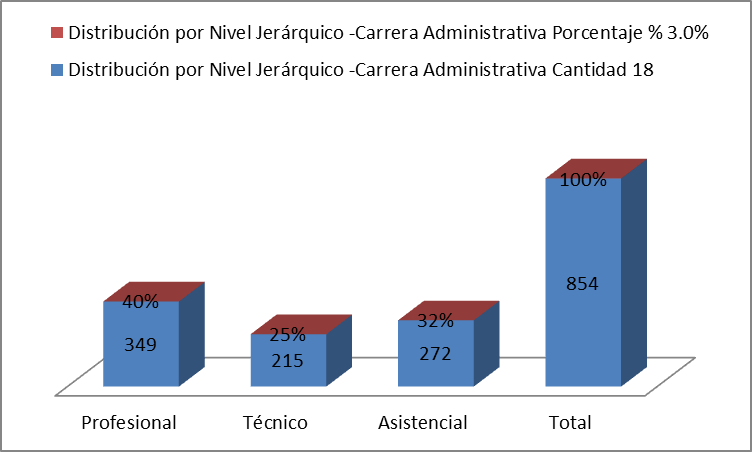 Distribución por Nivel Jerárquico -Carrera Administrativa Porcentaje % 3.0%
Distribución por Nivel Jerárquico -Carrera Administrativa Cantidad 18
100%
854
40%
349
25%
215
32%
272
Profesional Técnico Asistencial Total